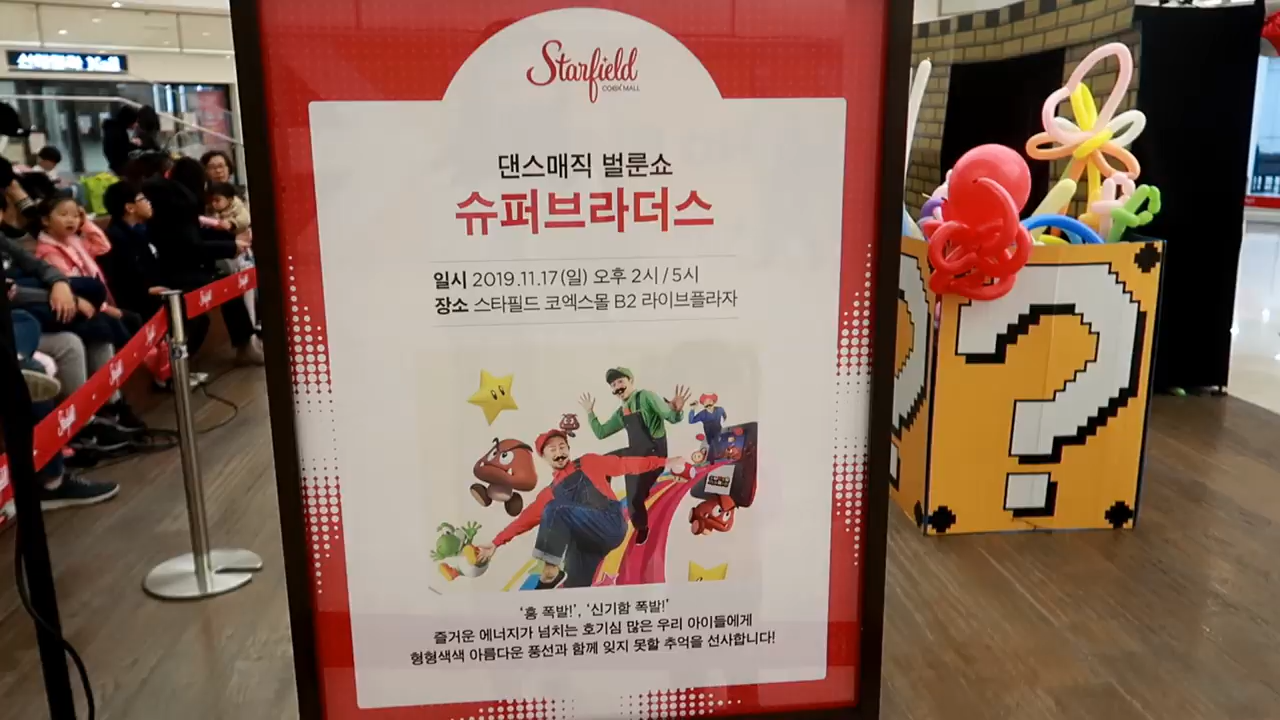 Starfield
COEX MALL
댄스매직 벌룬쇼
슈퍼브라더스
일시 2019.11.17(일) 오후 2시 / 5시
장소 스타필드 코엑스몰 B2 라이브플라자
‘흥 폭발!’, ‘신기함 폭발!’
즐거운 에너지가 넘치는 호기심 많은 우리 아이들에게
형형색색 아름다운 풍선과 함께 잊지 못할 추억을 선사합니다!
Starfield
Starfield
Starfield
?